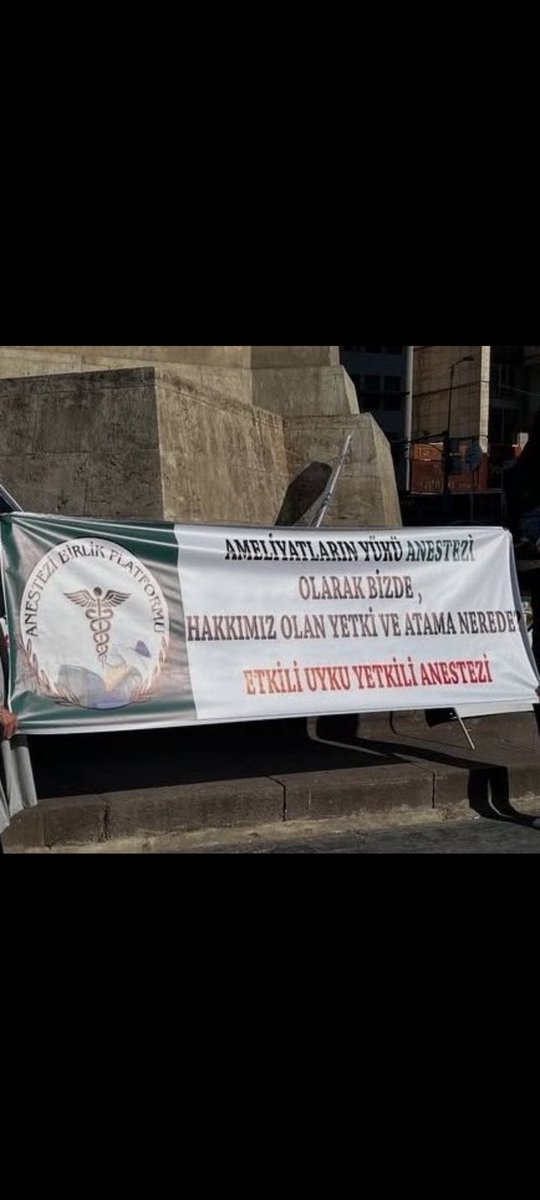 ANESTEZİ BİRLİK PLATFORMU
AMELİYATLARIN YÜKÜ ANESTEZİ
OLARAK BİZDE ,
HAKKIMIZ OLAN YETKİ VE ATAMA NEREDE?
ETKİLİ UYKU YETKİLİ ANESTEZİ